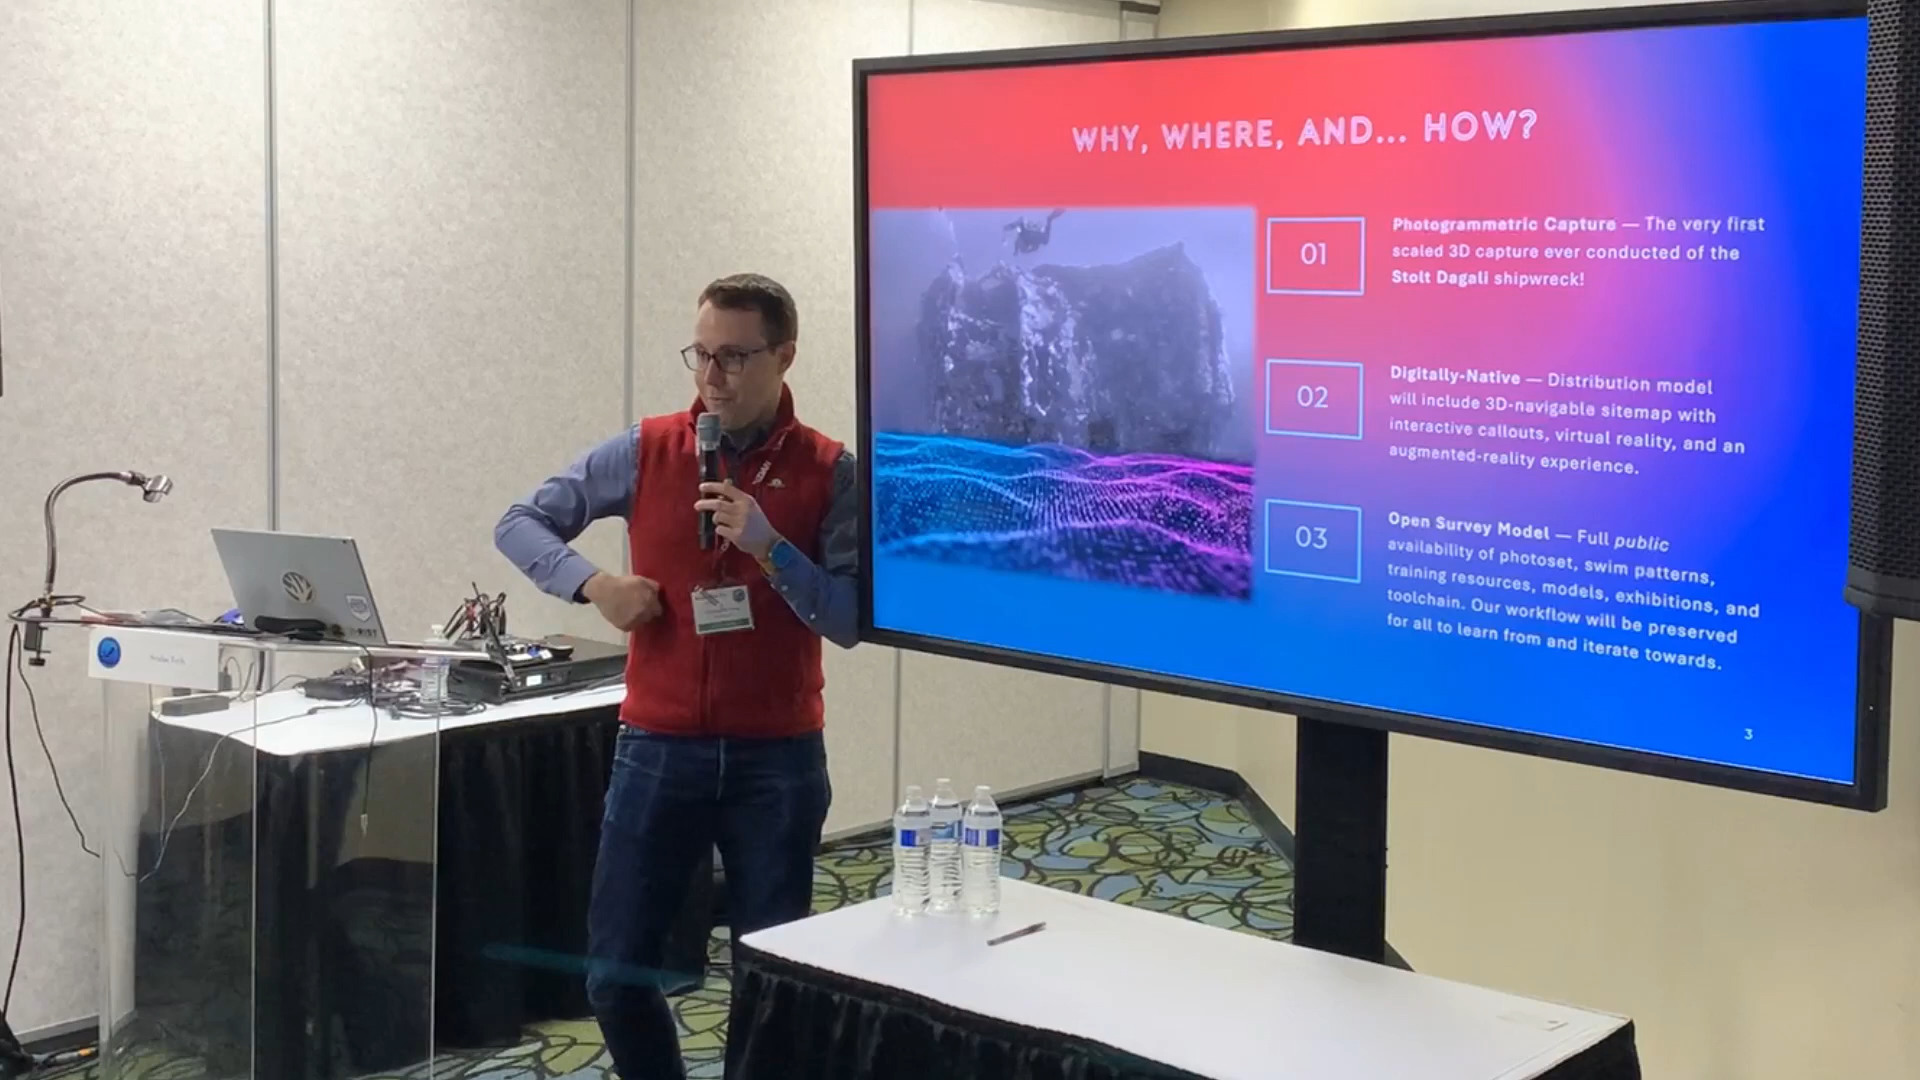 WHY, WHERE, AND... HOW?
01
Photogrammetric Capture — The very first
scaled 3D capture ever conducted of the
Stolt Dagali shipwreck!
02
Digitally-Native — Distribution model
will include 3D-navigable sitemap with
interactive callouts, virtual reality, and an
augmented-reality experience.
03
Open Survey Model — Full public
availability of photoset, swim patterns,
training resources, models, exhibitions, and
toolchain. Our workflow will be preserved
for all to learn from and iterate towards.
3